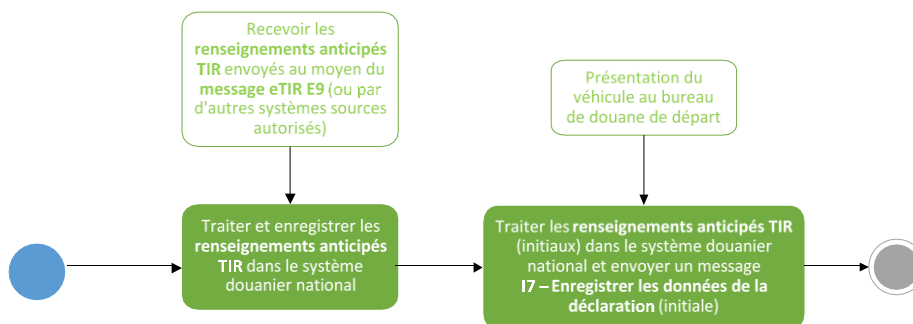 Recevoir les
renseignements anticipés
TIR envoyés au moyen du
message eTIR E9 (ou par
d'autres systèmes sources
autorisés)
Présentation du
véhicule au bureau
de douane de départ
Traiter et enregistrer les
renseignements anticipés
TIR dans le système
douanier national
Traiter les renseignements anticipés TIR
(initiaux) dans le système douanier
national et envoyer un message
I7 – Enregistrer les données de la
déclaration (initiale)